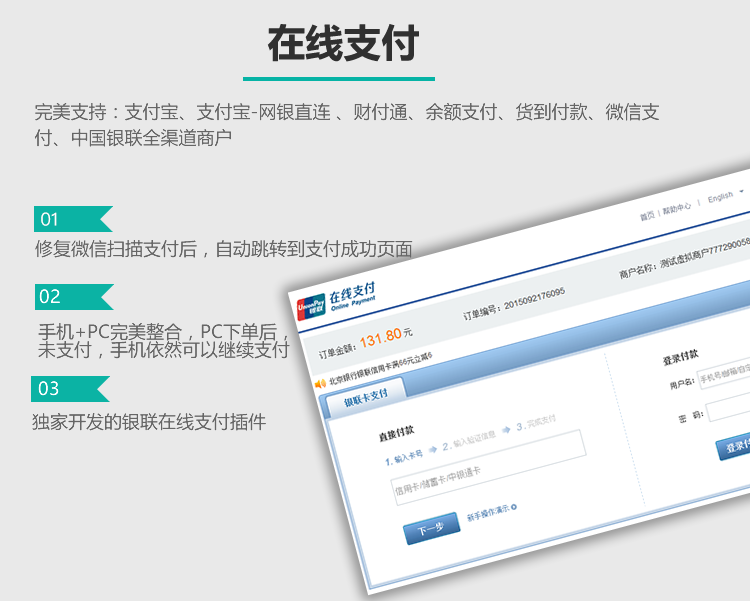 在线支付
完美支持：支付宝、支付宝-网银直连 、财付通、余额支付、货到付款、微信支
付、中国银联全渠道商户
01
修复微信扫描支付后，自动跳转到支付成功页面
02
手机+PC完美整合，PC下单后，
未支付，手机依然可以继续支付
03
独家开发的银联在线支付插件
首页 | 帮助中心 | English
UnionPay 银联 在线支付
Online Payment
订单金额：131.80元 订单编号：2015092176095 商户名称：测试虚拟商户777290058
北京银行银联信用卡满66元立减6
银联卡支付
直接付款
1.输入卡号 2.输入验证信息 3.完成支付
信用卡/储蓄卡/中银通卡
下一步 新手操作演示
登录付款
用户名： 手机号/邮箱/自定
密 码：
登录付